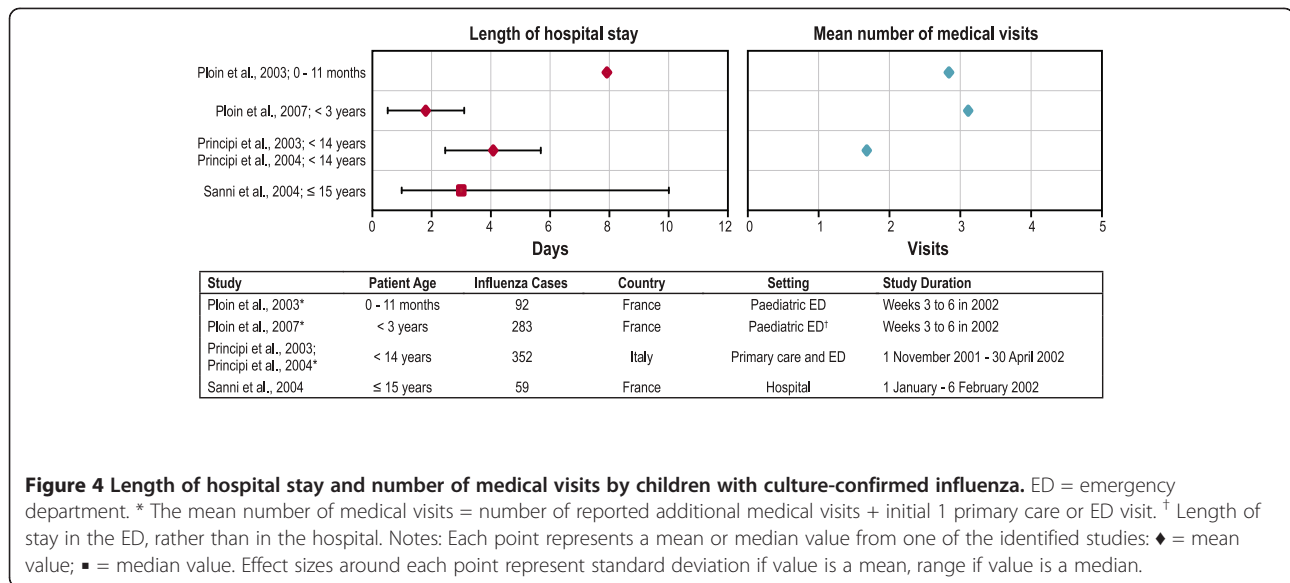 Length of hospital stay
Mean number of medical visits
Ploin et al., 2003; 0 - 11 months
Ploin et al., 2007; < 3 years
Principi et al., 2003; < 14 years
Principi et al., 2004; < 14 years
Sanni et al., 2004; ≤ 15 years
0 2 4 6 8 10 12
0 1 2 3 4 5
Days
Visits
Study Patient Age Influenza Cases Country Setting Study Duration
Ploin et al., 2003* 0 - 11 months 92 France Paediatric ED Weeks 3 to 6 in 2002
Ploin et al., 2007* < 3 years 283 France Paediatric ED† Weeks 3 to 6 in 2002
Principi et al., 2003;
Principi et al., 2004* < 14 years 352 Italy Primary care and ED 1 November 2001 - 30 April 2002
Sanni et al., 2004 ≤ 15 years 59 France Hospital 1 January - 6 February 2002
Figure 4 Length of hospital stay and number of medical visits by children with culture-confirmed influenza. ED = emergency
department. * The mean number of medical visits = number of reported additional medical visits + initial 1 primary care or ED visit. † Length of
stay in the ED, rather than in the hospital. Notes: Each point represents a mean or median value from one of the identified studies: ♦ = mean
value; ▪ = median value. Effect sizes around each point represent standard deviation if value is a mean, range if value is a median.